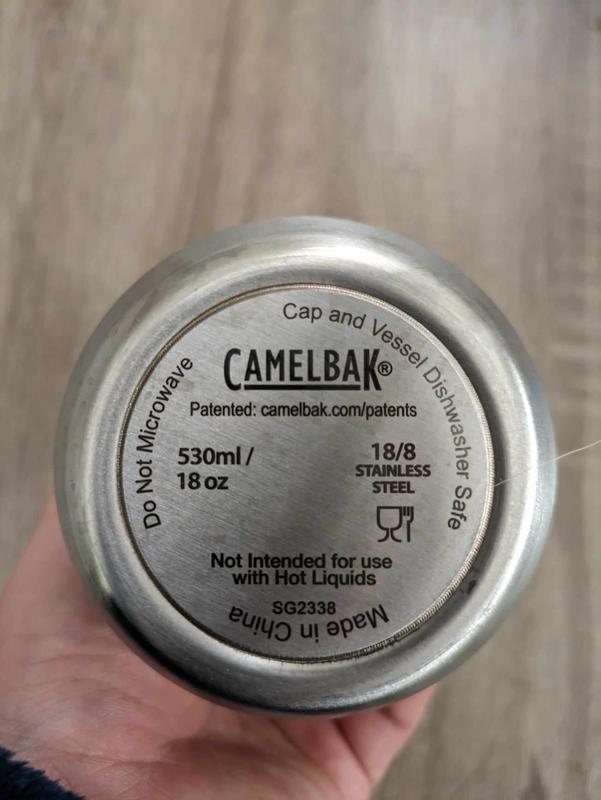 Cap and Vessel Dishwasher Safe
CAMELBAK®
Patented: camelbak.com/patents
Do Not Microwave
530ml /
18 oz
18/8
STAINLESS
STEEL
Not Intended for use
with Hot Liquids
SG2338
Made in China